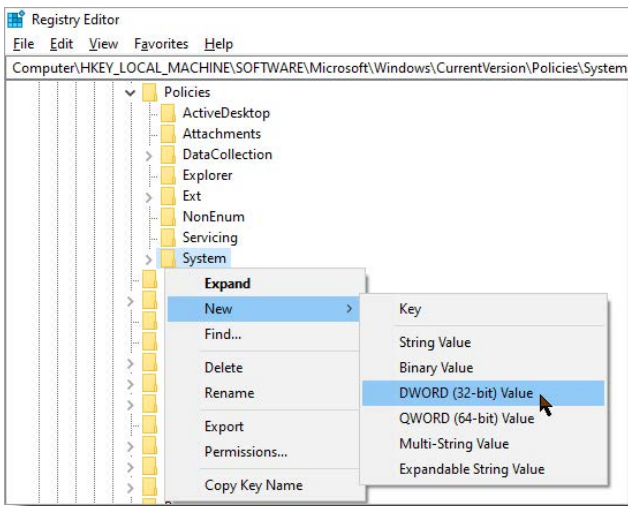 Registry Editor
File Edit View Favorites Help
Computer\HKEY_LOCAL_MACHINE\SOFTWARE\Microsoft\Windows\CurrentVersion\Policies\System
Policies
ActiveDesktop
Attachments
DataCollection
Explorer
Ext
NonEnum
Servicing
System
Expand
New
Find...
Delete
Rename
Export
Permissions...
Copy Key Name
Key
String Value
Binary Value
DWORD (32-bit) Value
QWORD (64-bit) Value
Multi-String Value
Expandable String Value